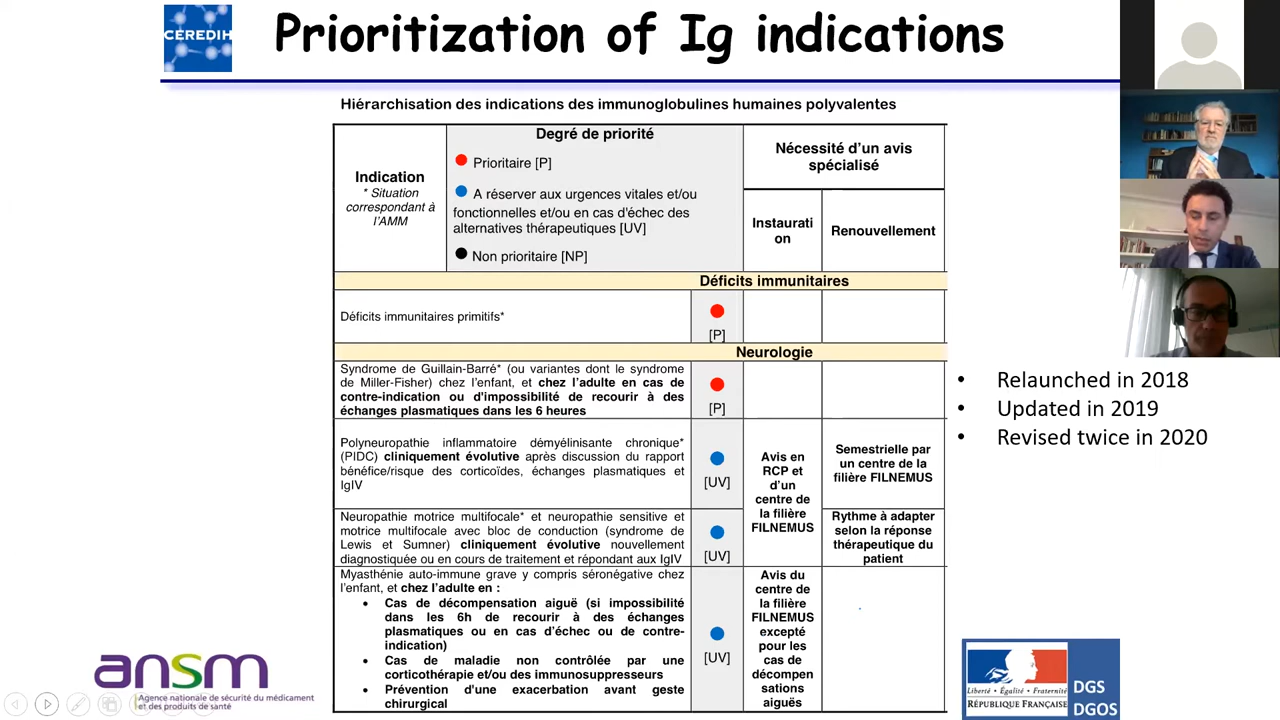 CEREDIH
Prioritization of Ig indications
Hiérarchisation des indications des immunoglobulines humaines polyvalentes
Indication
* Situation
correspondant à
l'AMM
Degré de priorité
Prioritaire [P]
A réserver aux urgences vitales et/ou
fonctionnelles et/ou en cas d'échec des
alternatives thérapeutiques [UV]
Non prioritaire [NP]
Nécessité d'un avis
spécialisé
Instaurati
on
Renouvellement
Déficits immunitaires
Déficits immunitaires primitifs*
[P]
Neurologie
Syndrome de Guillain-Barré* (ou variantes dont le syndrome
de Miller-Fisher) chez l'enfant, et chez l'adulte en cas de
contre-indication ou d'impossibilité de recourir à des
échanges plasmatiques dans les 6 heures
[P]
Polyneuropathie inflammatoire démyélinisante chronique*
(PIDC) cliniquement évolutive après discussion du rapport
bénéfice/risque des corticoïdes, échanges plasmatiques et
IgIV
[UV]
Avis en
RCP et
d'un
centre de
la filière
FILNEMUS
Semestrielle par
un centre de la
filière FILNEMUS
Neuropathie motrice multifocale* et neuropathie sensitive et
motrice multifocale avec bloc de conduction (syndrome de
Lewis et Sumner) cliniquement évolutive nouvellement
diagnostiquée ou en cours de traitement et répondant aux IgIV
[UV]
Rythme à adapter
selon la réponse
thérapeutique du
patient
Myasthénie auto-immune grave y compris séronégative chez
l'enfant, et chez l'adulte en :
• Cas de décompensation aiguë (si impossibilité
dans les 6h de recourir à des échanges
plasmatiques ou en cas d'échec ou de contre-
indication)
• Cas de maladie non contrôlée par une
corticothérapie et/ou des immunosuppresseurs
• Prévention d'une exacerbation avant geste
chirurgical
[UV]
Avis du
centre de
la filière
FILNEMUS
excepté
pour les
cas de
décompen
sations
aiguës
• Relaunched in 2018
• Updated in 2019
• Revised twice in 2020
ansm
Agence nationale de sécurité du médicament
et des produits de santé
Liberté • Égalité • Fraternité
RÉPUBLIQUE FRANÇAISE
DGS
DGOS